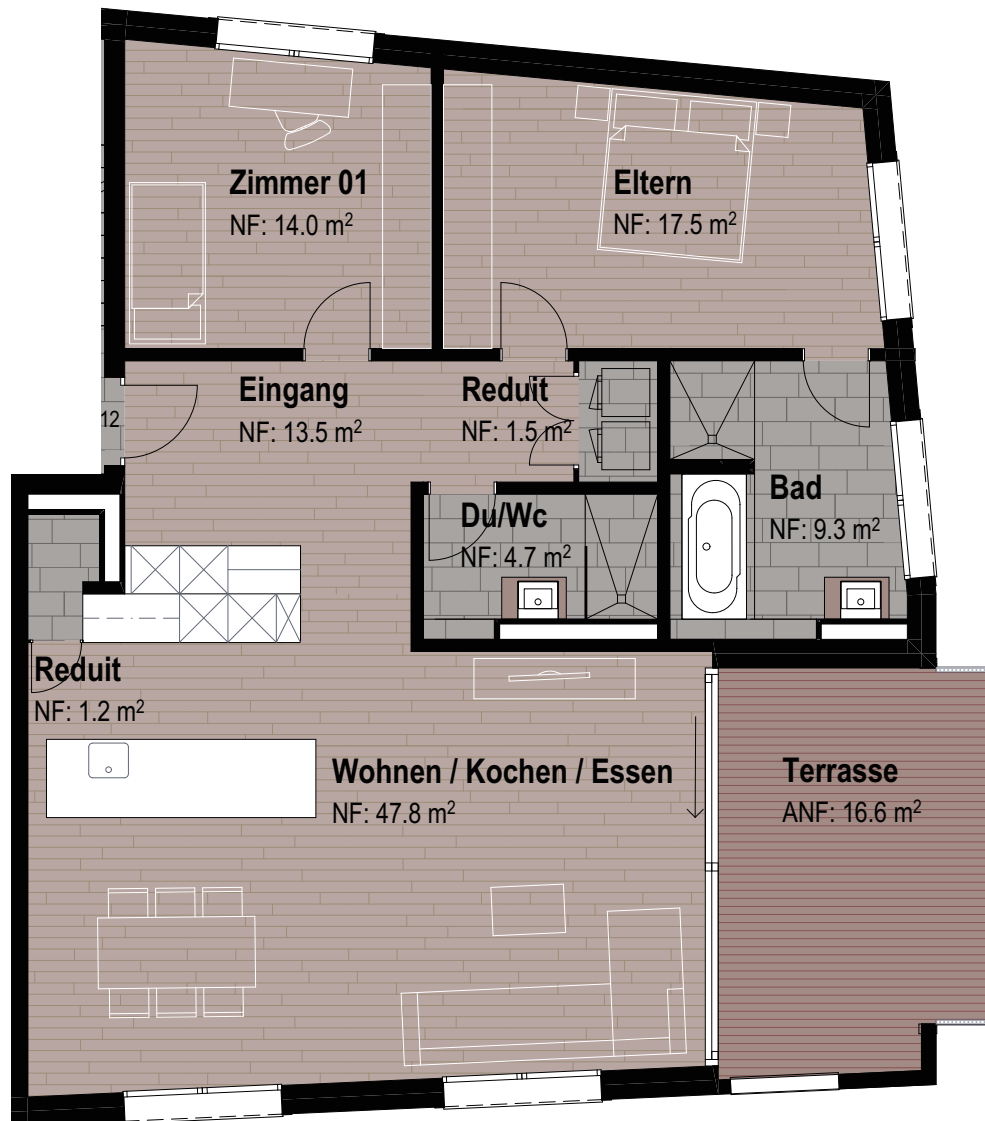 Zimmer 01
NF: 14.0 m²
Eltern
NF: 17.5 m²
Eingang
NF: 13.5 m²
Reduit
NF: 1.5 m²
12
Du/Wc
NF: 4.7 m²
Bad
NF: 9.3 m²
Reduit
NF: 1.2 m²
Wohnen / Kochen / Essen
NF: 47.8 m²
Terrasse
ANF: 16.6 m²